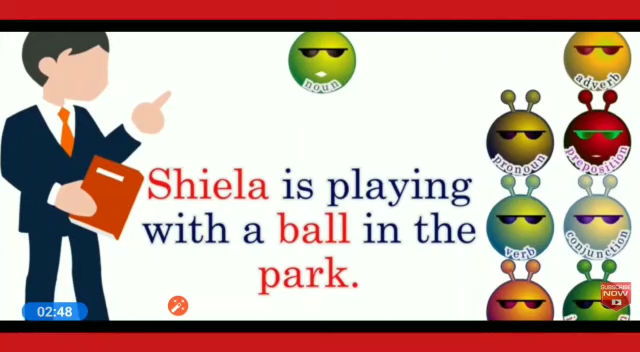 noun
adverb
pronoun
preposition
Shiela is playing
with a ball in the
park.
verb
conjunction
SUBSCRIBE
NOW
02:48